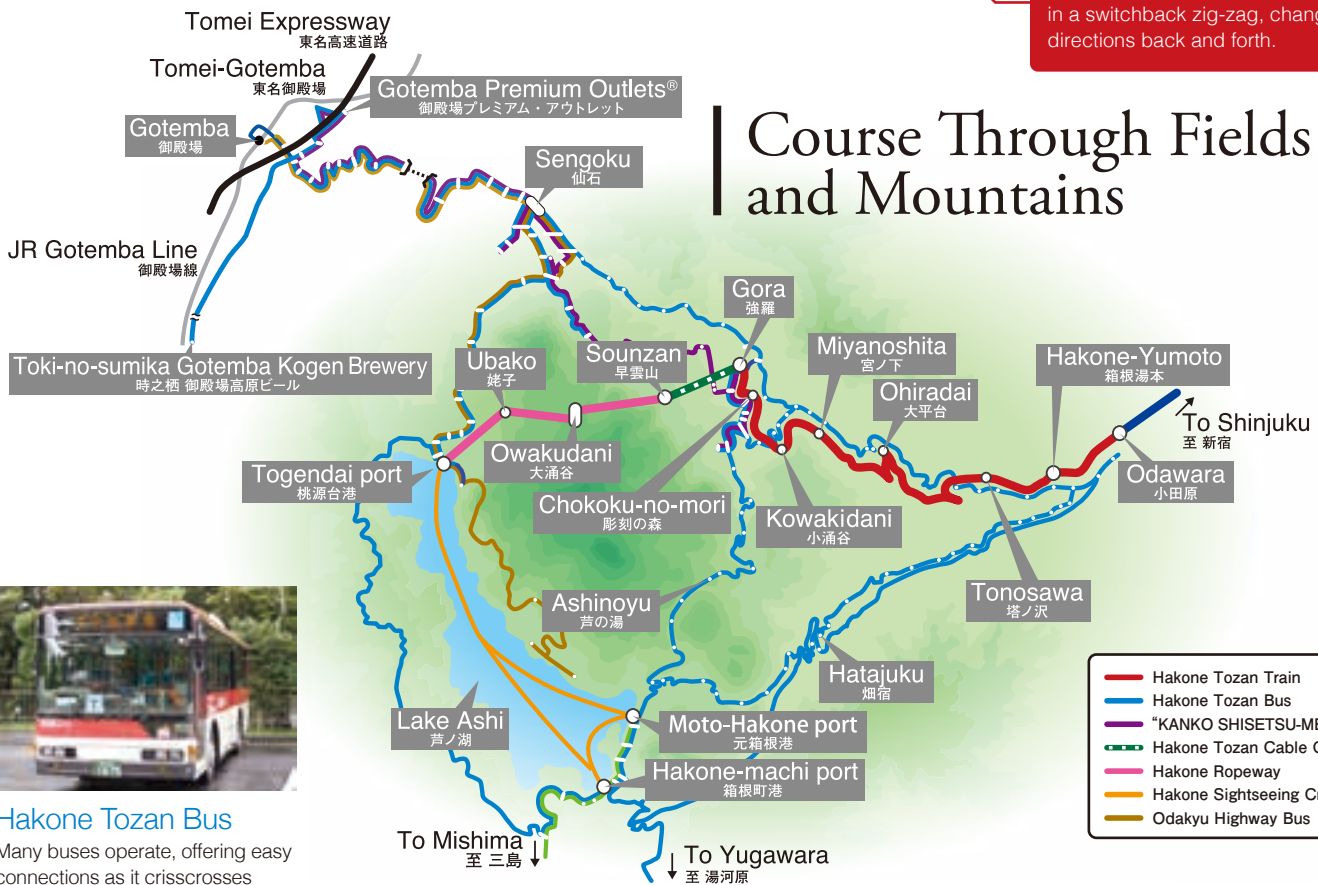 in a switchback zig-zag, chang
directions back and forth.
Tomei Expressway
東名高速道路
Tomei-Gotemba
東名御殿場
Gotemba Premium Outlets®
御殿場プレミアム・アウトレット
Gotemba
御殿場
Course Through Fields
and Mountains
Sengoku
仙石
JR Gotemba Line
御殿場線
Gora
強羅
Toki-no-sumika Gotemba Kogen Brewery
時之栖 御殿場高原ビール
Ubako
姥子
Sounzan
早雲山
Miyanoshita
宮ノ下
Hakone-Yumoto
箱根湯本
Ohiradai
大平台
To Shinjuku
至 新宿
Owakudani
大涌谷
Togendai port
桃源台港
Odawara
小田原
Chokoku-no-mori
彫刻の森
Kowakidani
小涌谷
Ashinoyu
芦の湯
Tonosawa
塔ノ沢
Hatajuku
畑宿
Lake Ashi
芦ノ湖
Moto-Hakone port
元箱根港
Hakone-machi port
箱根町港
To Mishima
至 三島
To Yugawara
至 湯河原
Hakone Tozan Train
Hakone Tozan Bus
"KANKO SHISETSU-ME
Hakone Tozan Cable C
Hakone Ropeway
Hakone Sightseeing Cr
Odakyu Highway Bus
Hakone Tozan Bus
Many buses operate, offering easy
connections as it crisscrosses